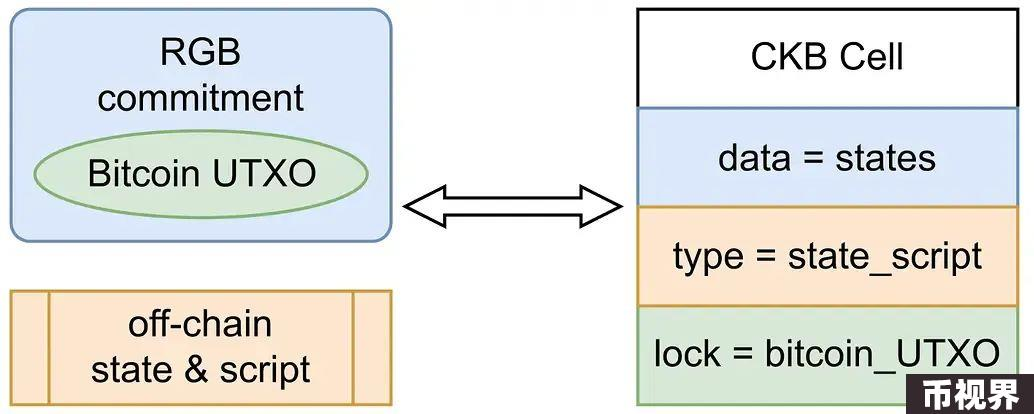 RGB
commitment
Bitcoin UTXO
off-chain
state & script
CKB Cell
data = states
type = state_script
lock = bitcoin_UTXO
币视界